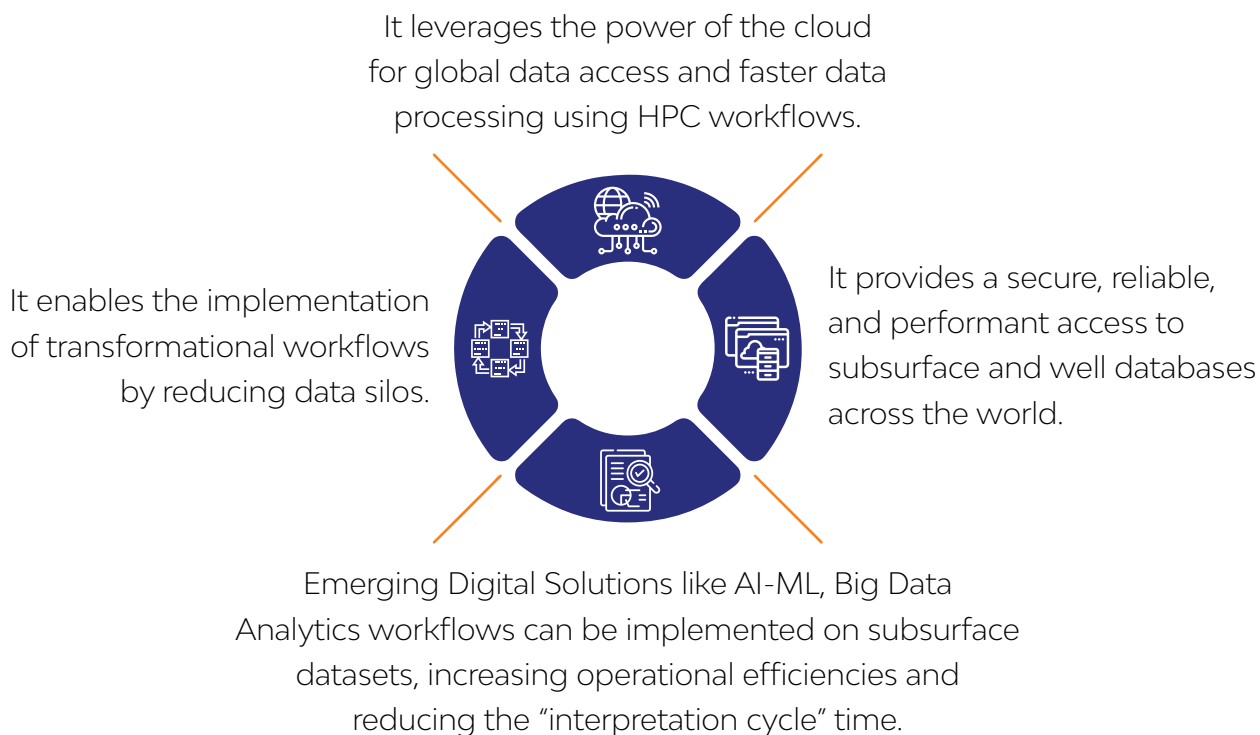 It leverages the power of the cloud
for global data access and faster data
processing using HPC workflows.
It enables the implementation
of transformational workflows
by reducing data silos.
It provides a secure, reliable,
and performant access to
subsurface and well databases
across the world.
Emerging Digital Solutions like AI-ML, Big Data
Analytics workflows can be implemented on subsurface
datasets, increasing operational efficiencies and
reducing the “interpretation cycle” time.